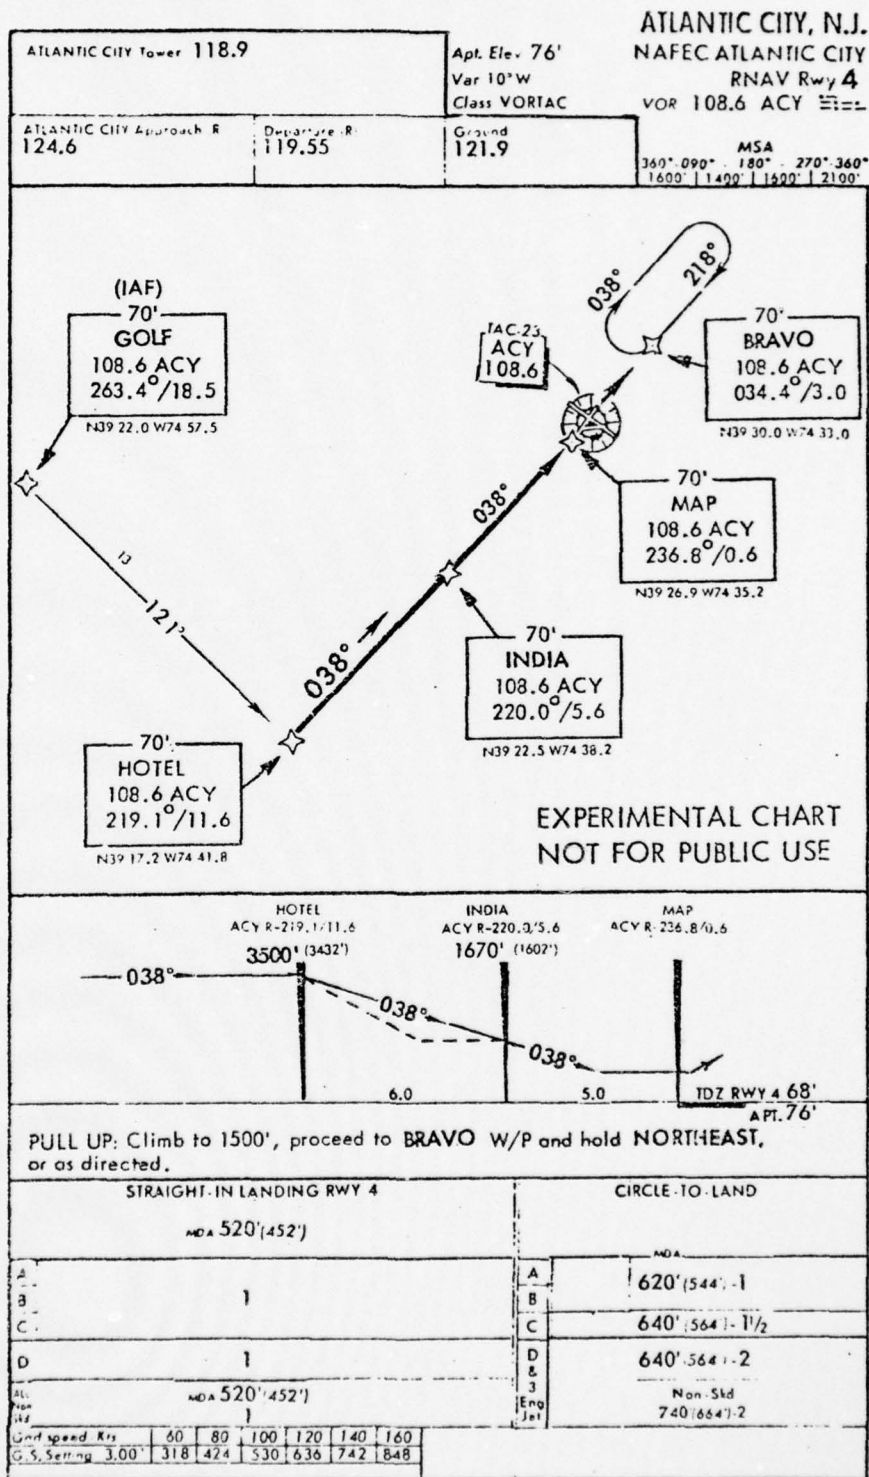 ATLANTIC CITY, N.J.
NAFEC ATLANTIC CITY
RNAV Rwy 4
VOR 108.6 ACY
ATLANTIC CITY Tower 118.9
Apt. Elev 76'
Var 10°W
Class VORTAC
ATLANTIC CITY Approach R
124.6
Departure (R)
119.55
Ground
121.9
MSA
360° 090° - 180° - 270° 360°
1600' 1400' 1500' 2100'
(IAF)
70'
GOLF
108.6 ACY
263.4°/18.5
N39 22.0 W74 57.5
TAC-23
ACY
108.6
038°
218°
70'
BRAVO
108.6 ACY
034.4°/3.0
N39 30.0 W74 33.0
70'
MAP
108.6 ACY
236.8°/0.6
N39 26.9 W74 35.2
038°
13
121°
038°
70'
INDIA
108.6 ACY
220.0°/5.6
N39 22.5 W74 38.2
70'
HOTEL
108.6 ACY
219.1°/11.6
N39 17.2 W74 41.8
EXPERIMENTAL CHART
NOT FOR PUBLIC USE
HOTEL
ACY R-219.1/11.6
3500' (3432')
INDIA
ACY R-220.0/5.6
1670' (1602')
MAP
ACY R-236.8/0.6
038°
038°
038°
6.0
5.0
TDZ RWY 4 68'
APT. 76'
PULL UP: Climb to 1500', proceed to BRAVO W/P and hold NORTHEAST,
or as directed.
STRAIGHT-IN LANDING RWY 4
MDA 520' (452')
A
B
C
1
D
1
ALL
Non
Skd
MDA 520' (452')
1
CIRCLE-TO-LAND
MDA
A
B
620' (544') -1
C
640' (564') - 1 1/2
D
&
3
Eng
Jet
640' (564') -2
Non-Skd
740' (664') -2
Gnd speed Kts 60 80 100 120 140 160
G.S. Setting 3.00° 318 424 530 636 742 848